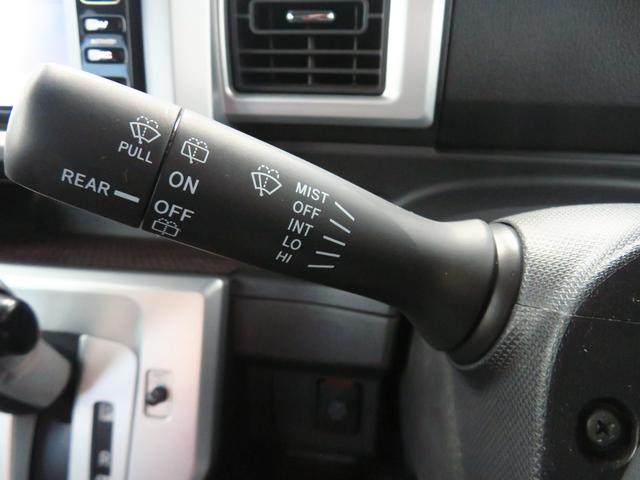 PULL
REAR
ON
OFF
MIST
OFF
INT
LO
HI
R